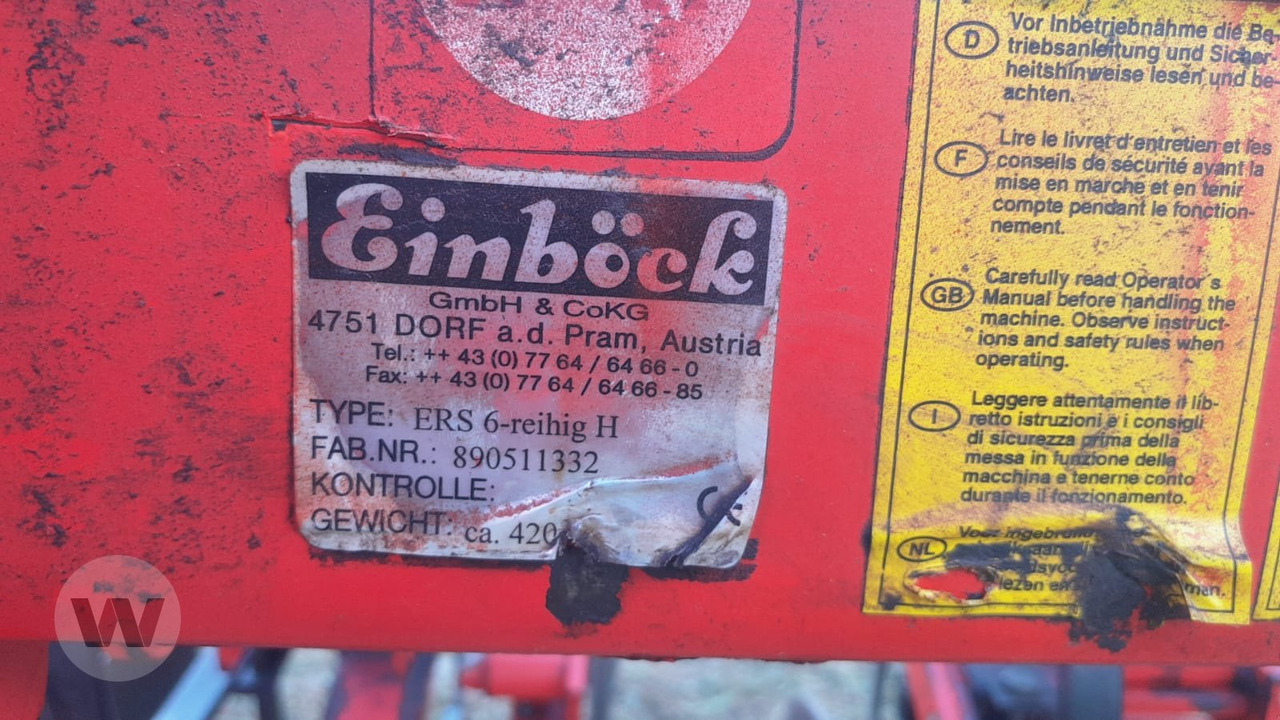 Einböck
GmbH & CoKG
4751 DORF a.d. Pram, Austria
Tel.: ++ 43 (0) 77 64 / 64 66 - 0
Fax: ++ 43 (0) 77 64 / 64 66 - 85
TYPE: ERS 6-reihig H
FAB.NR.: 890511332
KONTROLLE:
GEWICHT: ca. 420
CE
D
Vor Inbetriebnahme die Be-
triebsanleitung und Sicher-
heitshinweise lesen und be-
achten.
F
Lire le livret d'entretien et les
conseils de sécurité avant la
mise en marche et en tenir
compte pendant le fonction-
nement.
GB
Carefully read Operator's
Manual before handling the
machine. Observe instruct-
ions and safety rules when
operating.
I
Leggere attentamente il lib-
retto istruzioni e i consigli
di sicurezza prima della
messa in funzione della
macchina e tenerne conto
durante il fonzionamento.
NL
Voor
lezen en
W